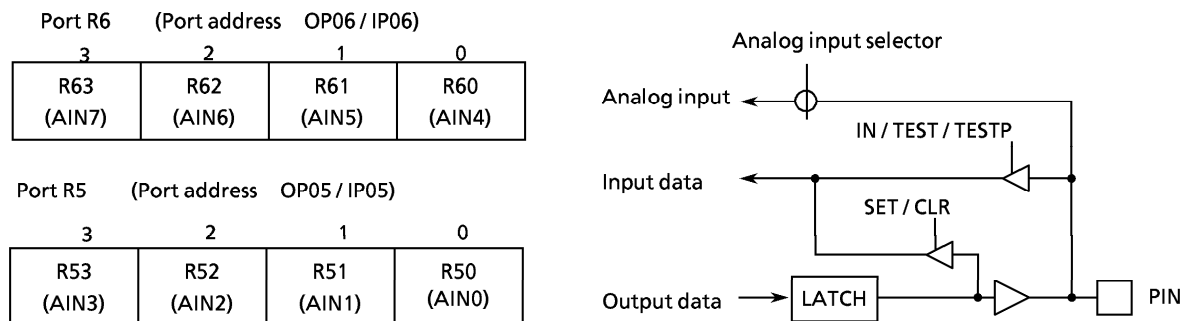 Port R6 (Port address OP06 / IP06)
3 2 1 0
R63 R62 R61 R60
(AIN7) (AIN6) (AIN5) (AIN4)
Port R5 (Port address OP05 / IP05)
3 2 1 0
R53 R52 R51 R50
(AIN3) (AIN2) (AIN1) (AIN0)
Analog input selector
Analog input
IN / TEST / TESTP
Input data
SET / CLR
Output data LATCH PIN